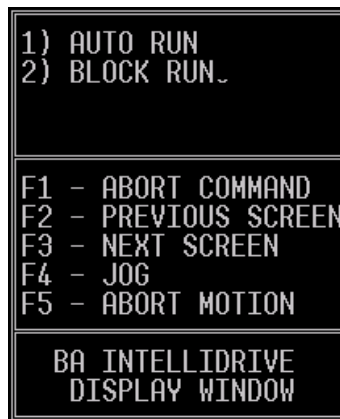 1) AUTO RUN
2) BLOCK RUN
F1 - ABORT COMMAND
F2 - PREVIOUS SCREEN
F3 - NEXT SCREEN
F4 - JOG
F5 - ABORT MOTION
BA INTELLIDRIVE
DISPLAY WINDOW